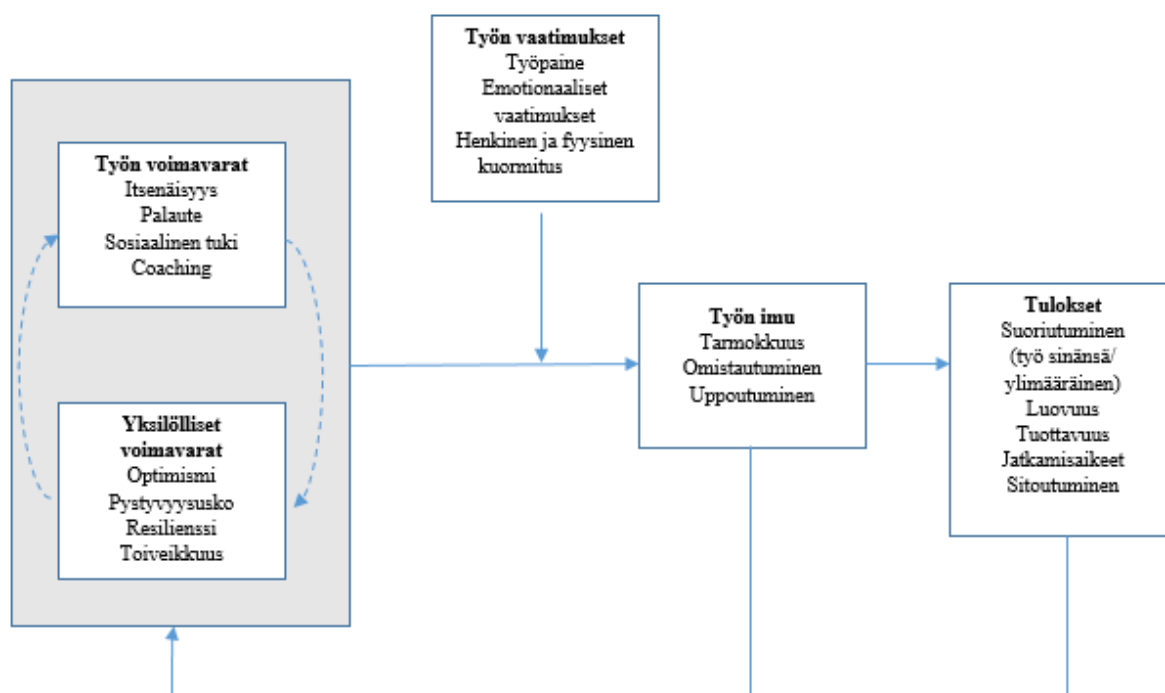 Työn vaatimukset
Työpaine
Emotionaaliset
vaatimukset
Henkinen ja fyysinen
kuormitus
Työn voimavarat
Itsenäisyys
Palaute
Sosiaalinen tuki
Coaching
Yksilölliset
voimavarat
Optimismi
Pystyvyysusko
Resilienssi
Toiveikkuus
Työn imu
Tarmokkuus
Omistautuminen
Uppoutuminen
Tulokset
Suoriutuminen
(työ sinänsä/
ylimääräinen)
Luovuus
Tuottavuus
Jatkamisaikeet
Sitoutuminen